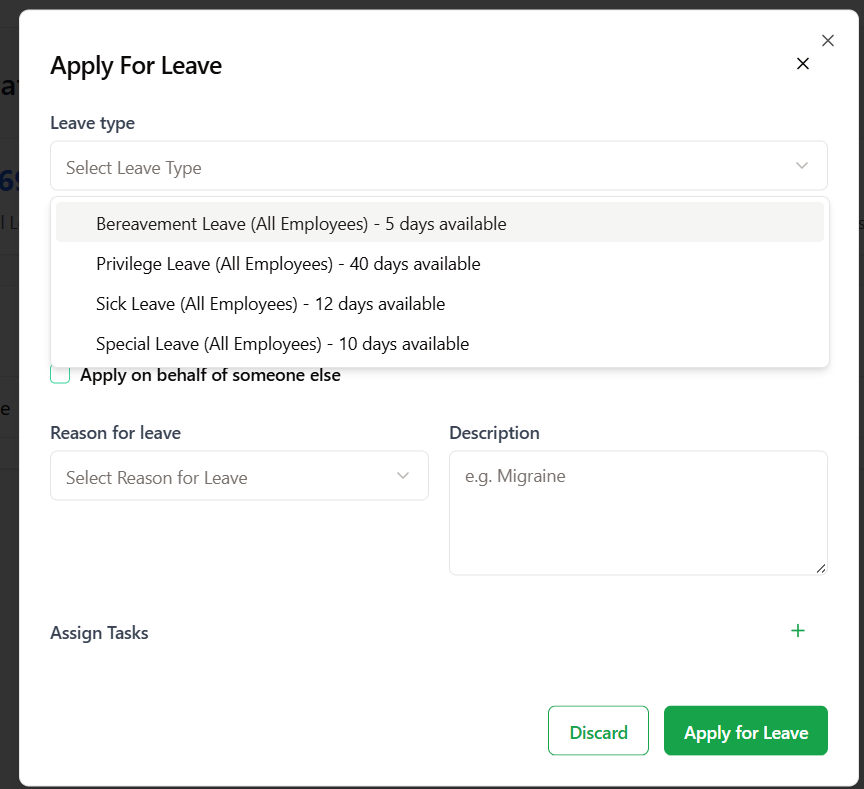 Apply For Leave
Leave type
Select Leave Type
Bereavement Leave (All Employees) - 5 days available
Privilege Leave (All Employees) - 40 days available
Sick Leave (All Employees) - 12 days available
Special Leave (All Employees) - 10 days available
Apply on behalf of someone else
Reason for leave
Description
Select Reason for Leave
e.g. Migraine
Assign Tasks
Discard
Apply for Leave